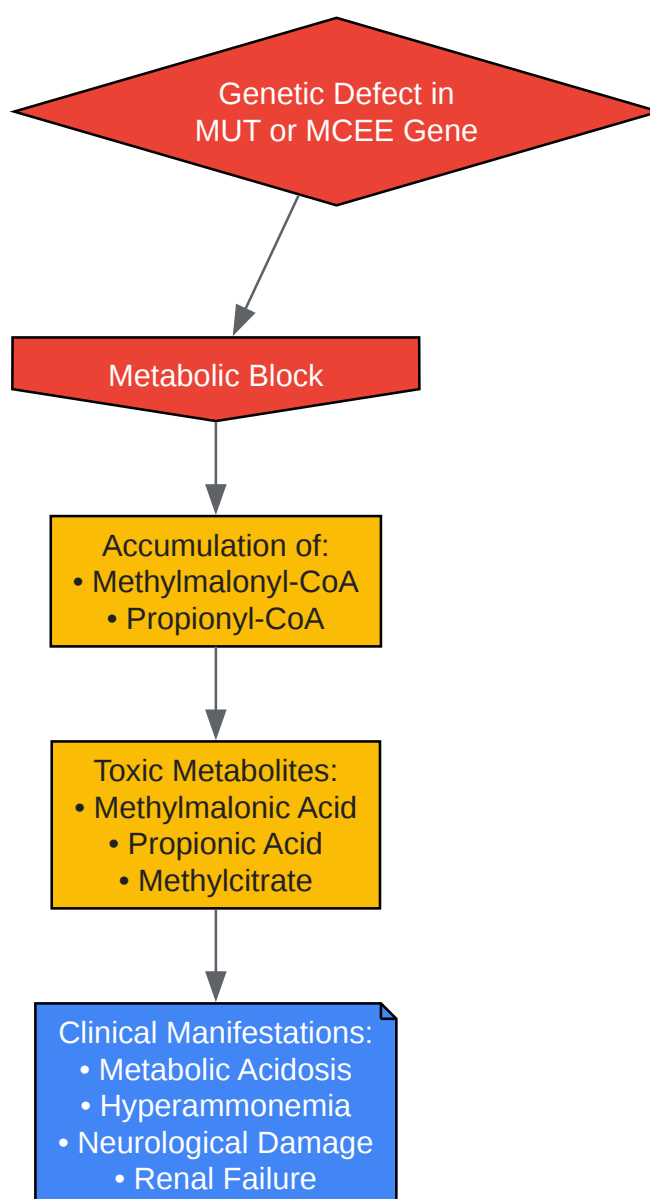 Genetic Defect in
MUT or MCEE Gene
Metabolic Block
Accumulation of:
• Methylmalonyl-CoA
• Propionyl-CoA
Toxic Metabolites:
• Methylmalonic Acid
• Propionic Acid
• Methylcitrate
Clinical Manifestations:
• Metabolic Acidosis
• Hyperammonemia
• Neurological Damage
• Renal Failure